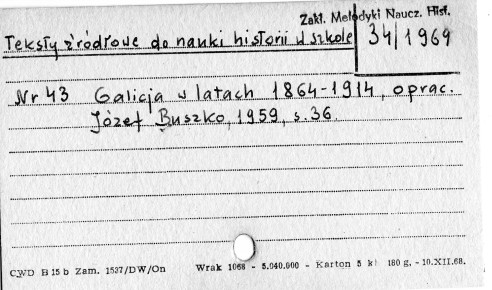 Zakł. Metodyki Naucz. Hist.
Teksty źródłowe do nauki historii w szkole
34/1969
Nr 43 Galicja w latach 1864-1914, oprac.
Józef Buszko, 1959, s. 36.
CWD B 15 b Zam. 1537/DW/On Wrak 1068 - 5.040.000 - Karton 5 kl 180 g. - 10.XII.68.